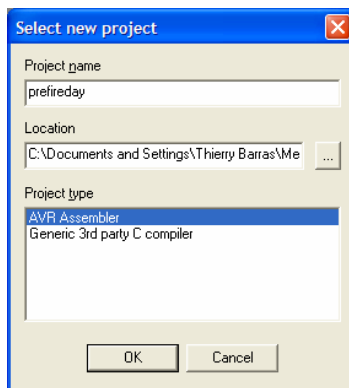 Select new project
Project name
prefireday
Location
C:\Documents and Settings\Thierry Barras\Me
...
Project type
AVR Assembler
Generic 3rd party C compiler
OK
Cancel